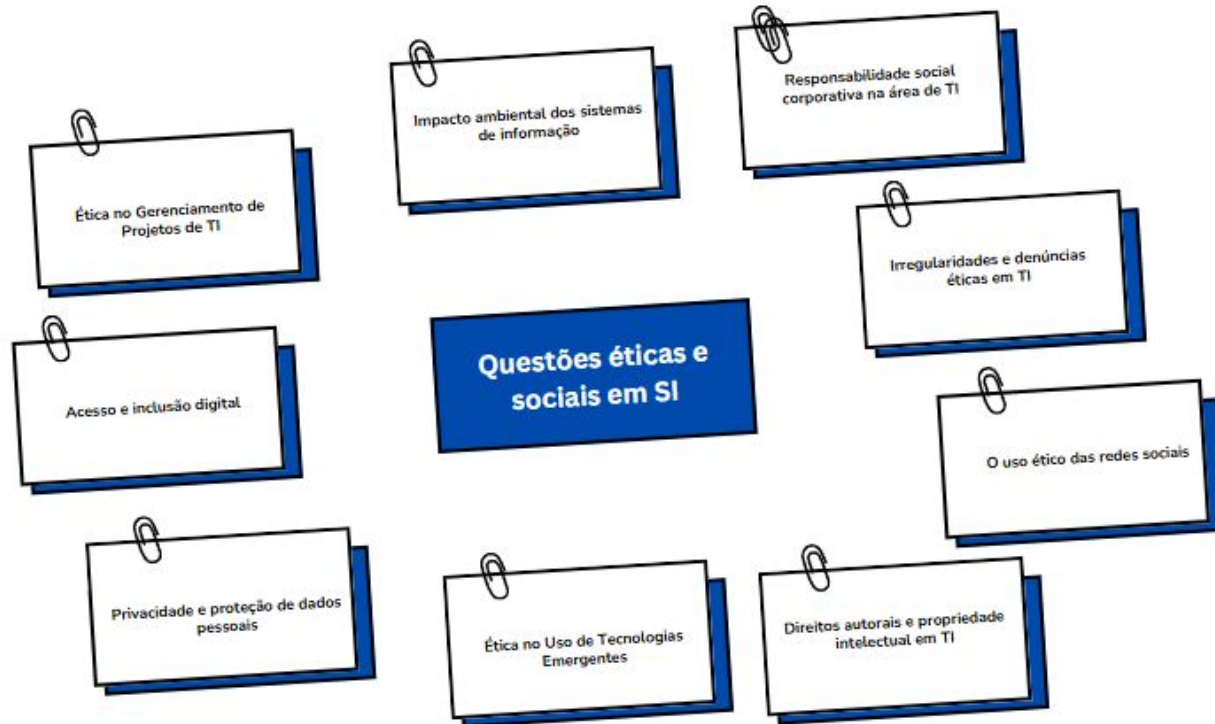 Impacto ambiental dos sistemas
de informação
Responsabilidade social
corporativa na área de TI
Ética no Gerenciamento de
Projetos de TI
Irregularidades e denúncias
éticas em TI
Questões éticas e
sociais em SI
Acesso e inclusão digital
O uso ético das redes sociais
Privacidade e proteção de dados
pessoais
Ética no Uso de Tecnologias
Emergentes
Direitos autorais e propriedade
intelectual em TI